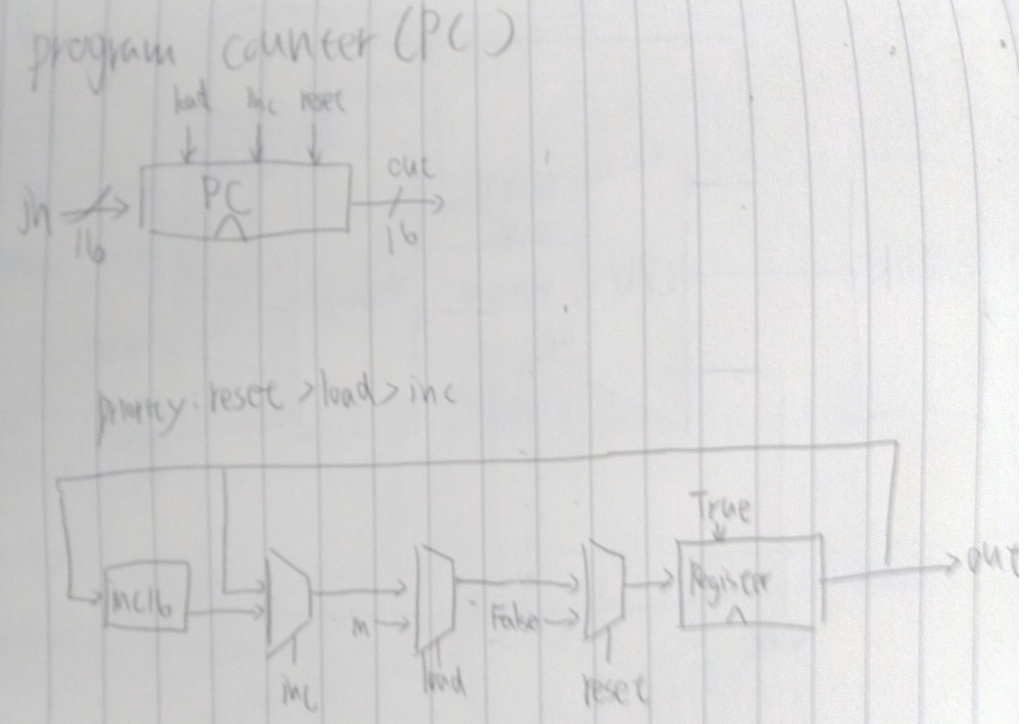 program counter (PC)
load inc reset
in
16
PC
out
16
priority: reset > load > inc
True
inc16
in
False
Register
out
inc
load
reset